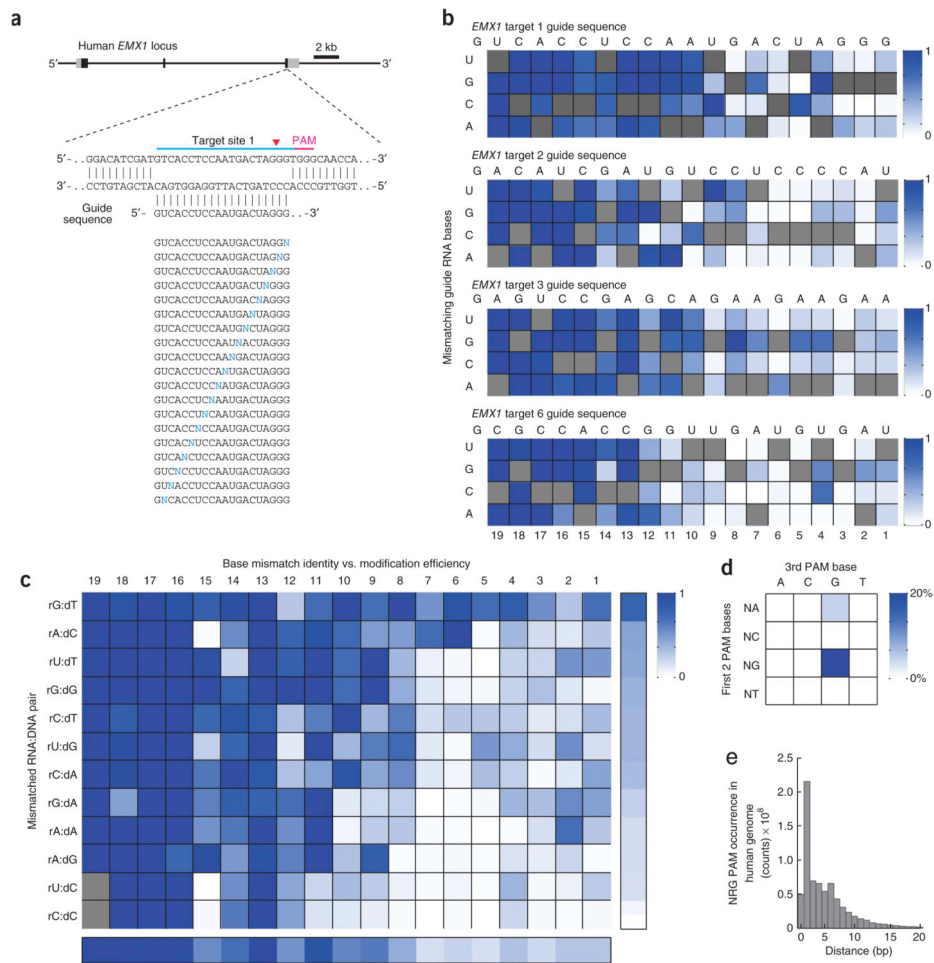 a
Human EMX1 locus
2 kb
5′
3′
Target site 1
PAM
5′ -..GGACATCGATGTCACCTCCAATGACTAGGGTGGGCAACCA..-3′
3′-..CCTGTAGCTACAGTGGAGGTTACTGATCCCACCCGTTGGT..-5′
Guide sequence
5′- GUCACCUCCAAUGACUAGGG..-3′
GUCACCUCCAAUGACUAGGN
GUCACCUCCAAUGACUAGNG
GUCACCUCCAAUGACUANGG
GUCACCUCCAAUGACUNGGG
GUCACCUCCAAUGACNAGGG
GUCACCUCCAAUGANUAGGG
GUCACCUCCAAUGNCUAGGG
GUCACCUCCAAUNACUAGGG
GUCACCUCCAANGACUAGGG
GUCACCUCCANUGACUAGGG
GUCACCUCCNAUGACUAGGG
GUCACCUCNAAUGACUAGGG
GUCACCUNCAAUGACUAGGG
GUCACCNCCAAUGACUAGGG
GUCACNUCCAAUGACUAGGG
GUCANCUCCAAUGACUAGGG
GUCNCCUCCAAUGACUAGGG
GUNACCUCCAAUGACUAGGG
GNCACCUCCAAUGACUAGGG
b
Mismatching guide RNA bases
EMX1 target 1 guide sequence
G U C A C C U C C A A U G A C U A G G G
U
G
C
A
1
0
EMX1 target 2 guide sequence
G A C A U C G A U G U C C U C C C C A U
U
G
C
A
1
0
EMX1 target 3 guide sequence
G A G U C C G A G C A G A A G A A G A A
U
G
C
A
1
0
EMX1 target 6 guide sequence
G C G C C A C C G G U U G A U G U G A U
U
G
C
A
1
0
19 18 17 16 15 14 13 12 11 10 9 8 7 6 5 4 3 2 1
c
Base mismatch identity vs. modification efficiency
19 18 17 16 15 14 13 12 11 10 9 8 7 6 5 4 3 2 1
Mismatched RNA:DNA pair
rG:dT
rA:dC
rU:dT
rG:dG
rC:dT
rU:dG
rC:dA
rG:dA
rA:dA
rA:dG
rU:dC
rC:dC
1
0
d
3rd PAM base
A C G T
First 2 PAM bases
NA
NC
NG
NT
20%
0%
e
NRG PAM occurrence in
human genome
(counts) × 10⁸
2.5
2.0
1.5
1.0
0.5
0
0 5 10 15 20
Distance (bp)